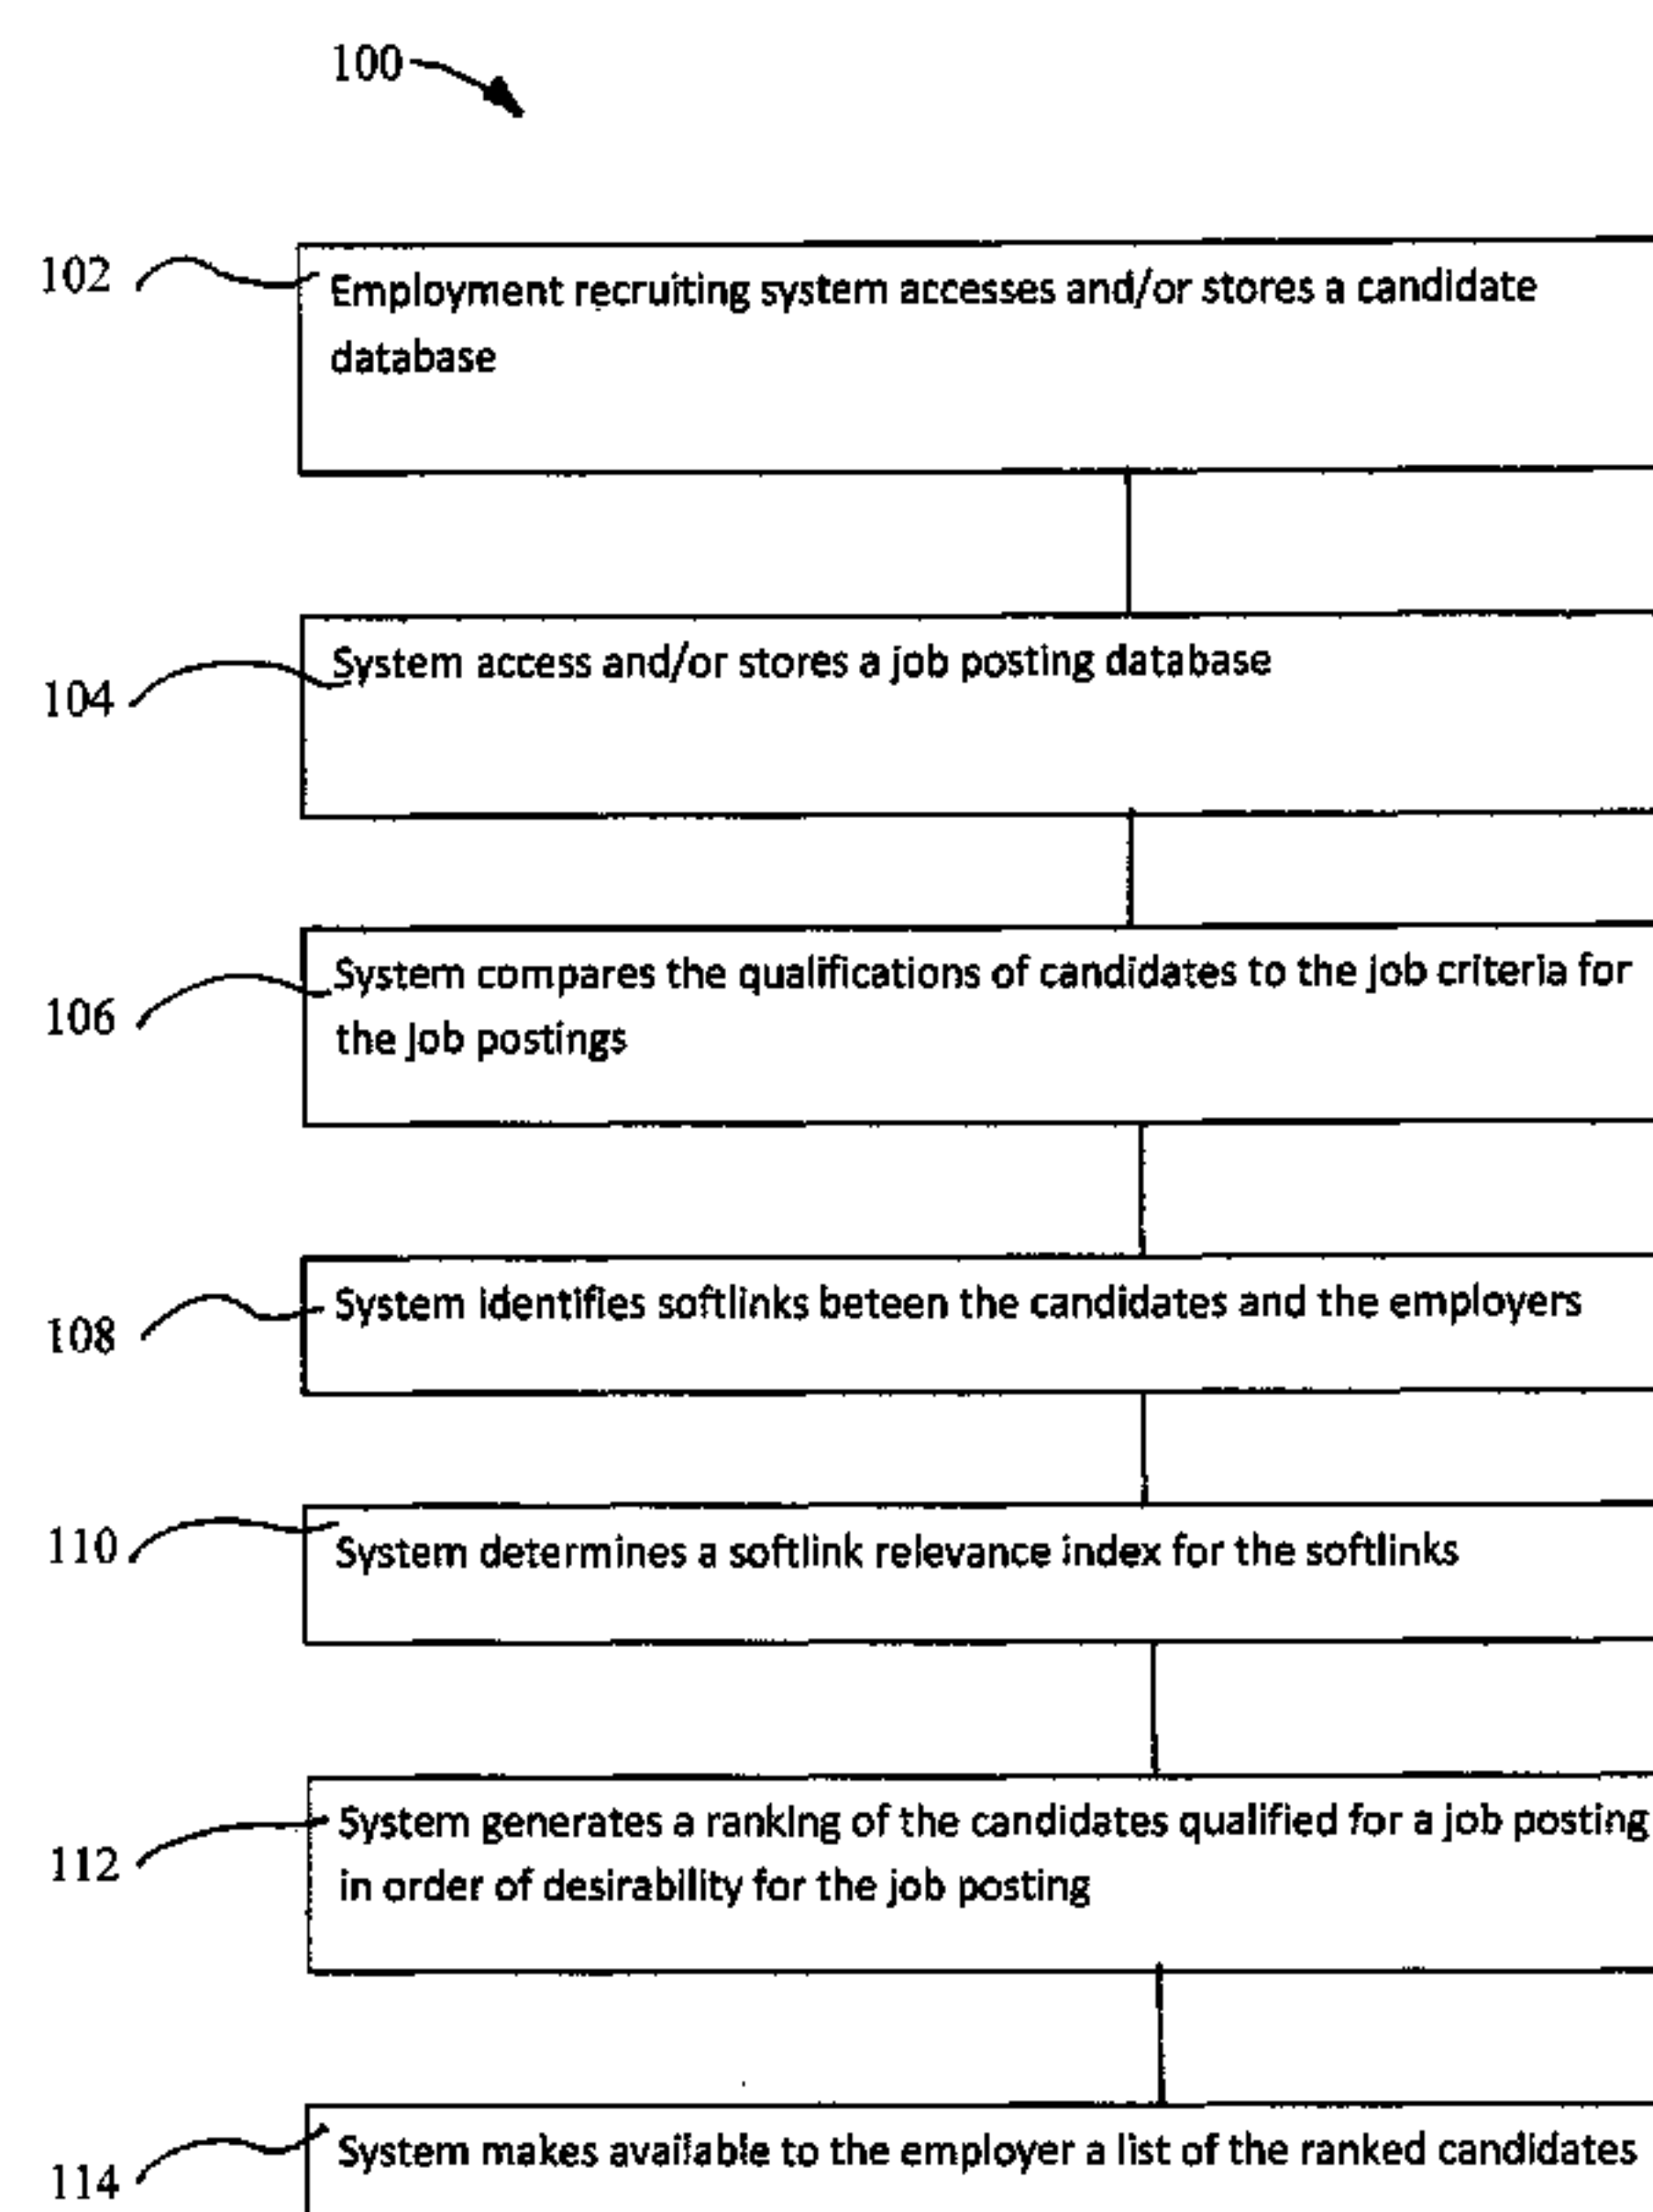 100
102
Employment recruiting system accesses and/or stores a candidate
database
104
System access and/or stores a job posting database
106
System compares the qualifications of candidates to the job criteria for
the job postings
108
System identifies softlinks beteen the candidates and the employers
110
System determines a softlink relevance index for the softlinks
112
System generates a ranking of the candidates qualified for a job posting
in order of desirability for the job posting
114
System makes available to the employer a list of the ranked candidates